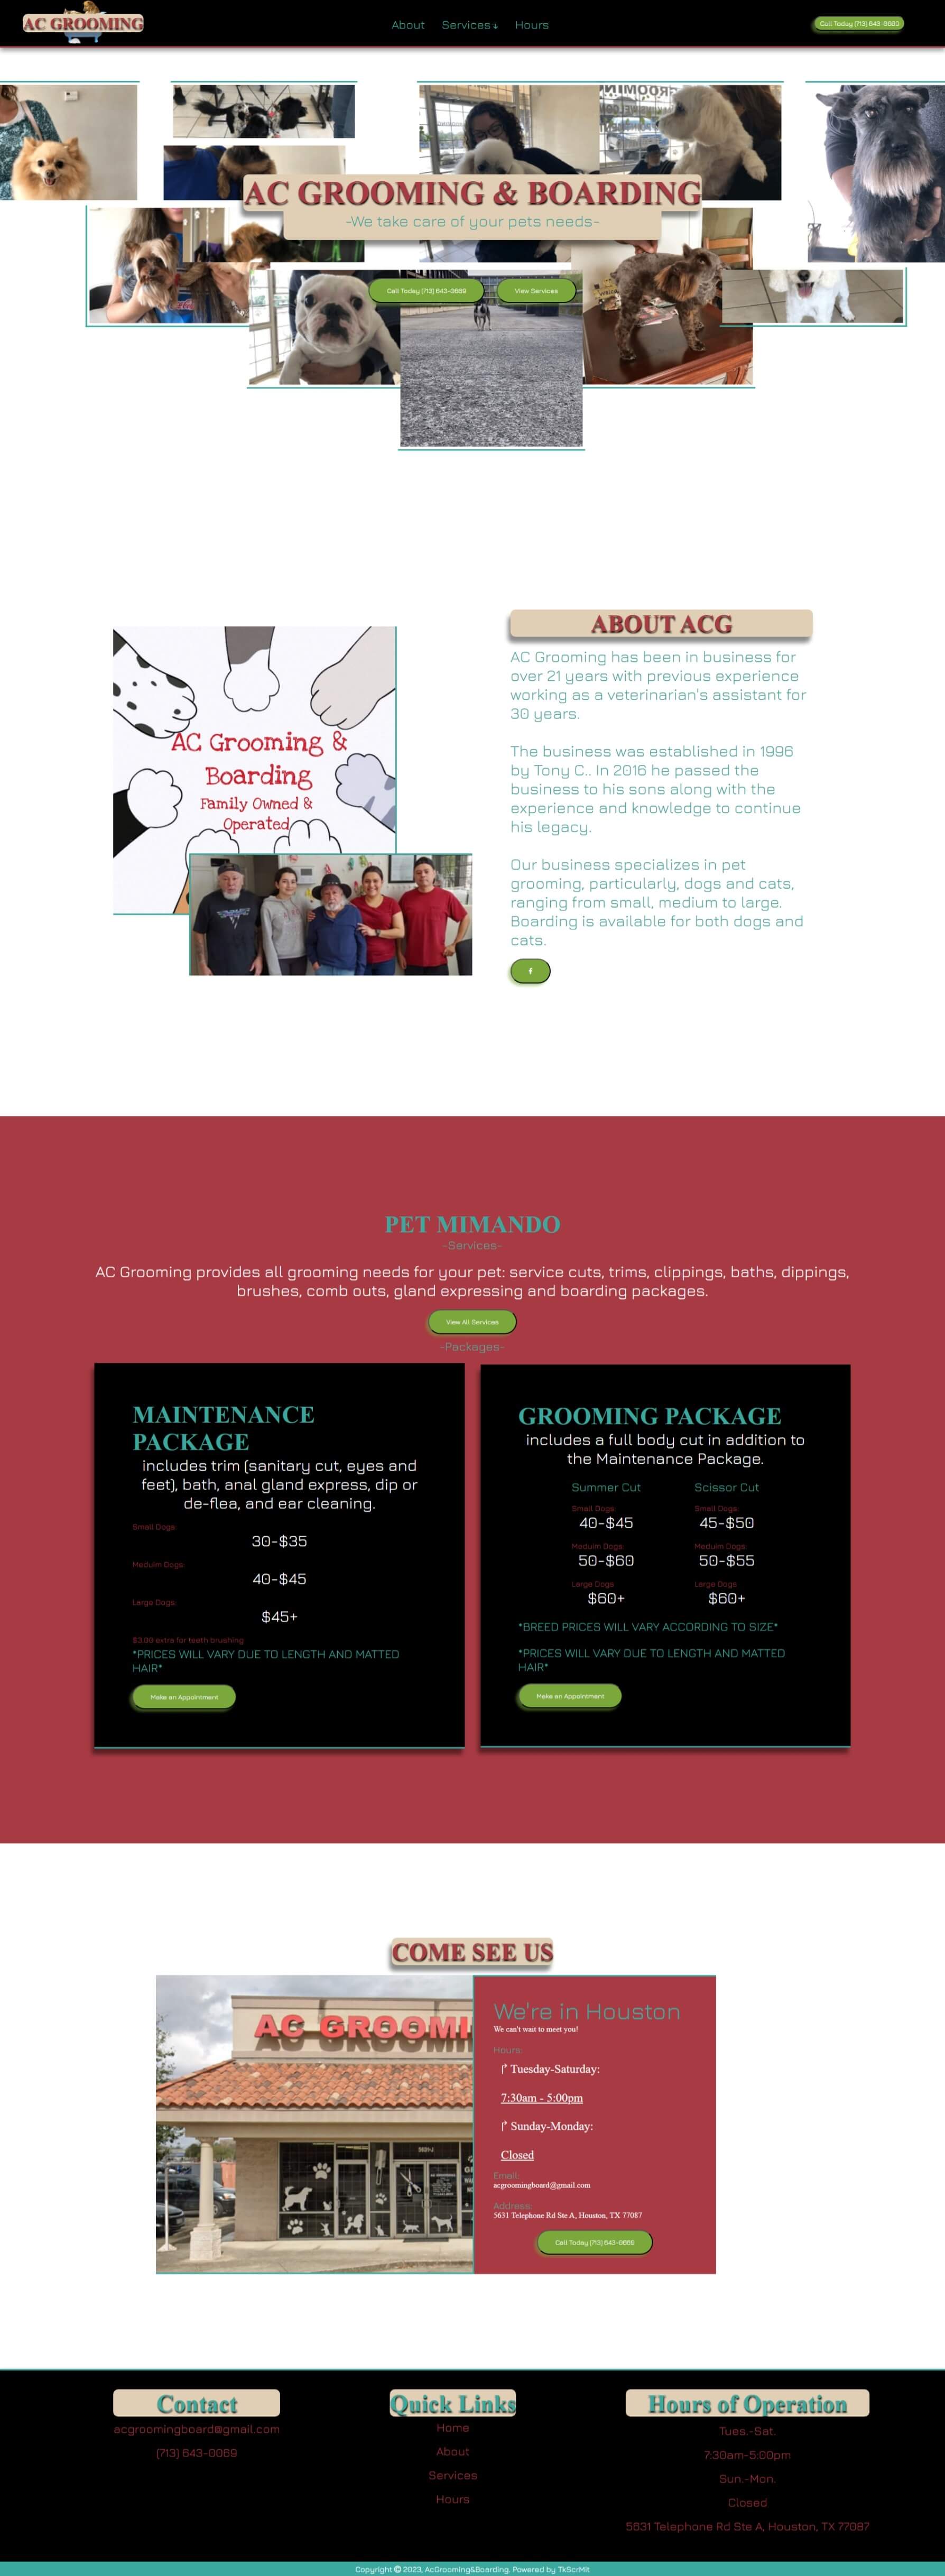 AC GROOMING
About Services↴ Hours
Call Today (713) 643-0669
AC GROOMING & BOARDING
-We take care of your pets needs-
Call Today (713) 643-0669
View Services
ABOUT ACG
AC Grooming has been in business for
over 21 years with previous experience
working as a veterinarian's assistant for
30 years.
The business was established in 1996
by Tony C.. In 2016 he passed the
business to his sons along with the
experience and knowledge to continue
his legacy.
Our business specializes in pet
grooming, particularly, dogs and cats,
ranging from small, medium to large.
Boarding is available for both dogs and
cats.
AC Grooming &
Boarding
Family Owned &
Operated
PET MIMANDO
-Services-
AC Grooming provides all grooming needs for your pet: service cuts, trims, clippings, baths, dippings,
brushes, comb outs, gland expressing and boarding packages.
View All Services
-Packages-
MAINTENANCE
PACKAGE
includes trim (sanitary cut, eyes and
feet), bath, anal gland express, dip or
de-flea, and ear cleaning.
Small Dogs:
30-$35
Meduim Dogs:
40-$45
Large Dogs:
$45+
$3.00 extra for teeth brushing
*PRICES WILL VARY DUE TO LENGTH AND MATTED
HAIR*
Make an Appointment
GROOMING PACKAGE
includes a full body cut in addition to
the Maintenance Package.
Summer Cut
Small Dogs:
40-$45
Meduim Dogs:
50-$60
Large Dogs
$60+
Scissor Cut
Small Dogs:
45-$50
Meduim Dogs:
50-$55
Large Dogs
$60+
*BREED PRICES WILL VARY ACCORDING TO SIZE*
*PRICES WILL VARY DUE TO LENGTH AND MATTED
HAIR*
Make an Appointment
COME SEE US
AC GROOMI
We're in Houston
We can't wait to meet you!
Hours:
Tuesday-Saturday:
7:30am - 5:00pm
Sunday-Monday:
Closed
Email:
acgroomingboard@gmail.com
Address:
5631 Telephone Rd Ste A, Houston, TX 77087
Call Today (713) 643-0669
Contact
acgroomingboard@gmail.com
(713) 643-0069
Quick Links
Home
About
Services
Hours
Hours of Operation
Tues.-Sat.
7:30am-5:00pm
Sun.-Mon.
Closed
5631 Telephone Rd Ste A, Houston, TX 77087
Copyright © 2023, AcGrooming&Boarding. Powered by TkScrMit